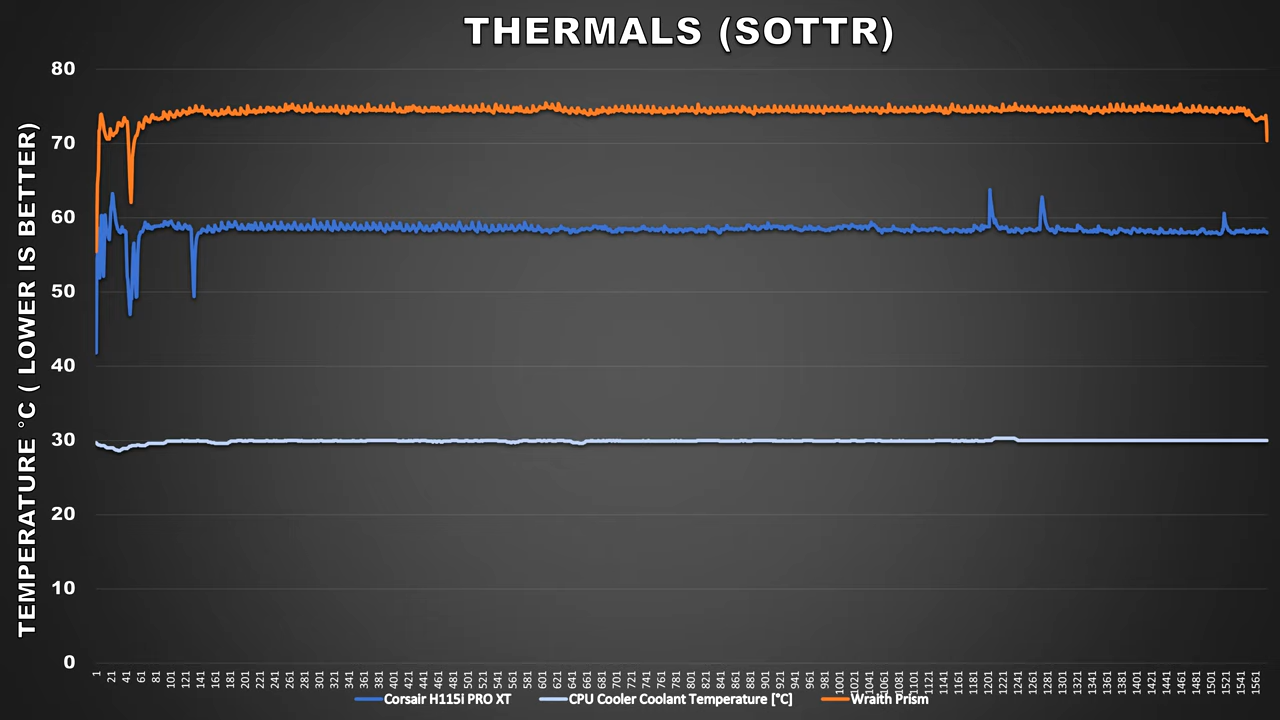 THERMALS (SOTTR)
TEMPERATURE °C ( LOWER IS BETTER)
80
70
60
50
40
30
20
10
0
1 21 41 61 81 101 121 141 161 181 201 221 241 261 281 301 321 341 361 381 401 421 441 461 481 501 521 541 561 581 601 621 641 661 681 701 721 741 761 781 801 821 841 861 881 901 921 941 961 981 1001 1021 1041 1061 1081 1101 1121 1141 1161 1181 1201 1221 1241 1261 1281 1301 1321 1341 1361 1381 1401 1421 1441 1461 1481 1501 1521 1541 1561
Corsair H115i PRO XT CPU Cooler Coolant Temperature [°C] Wraith Prism